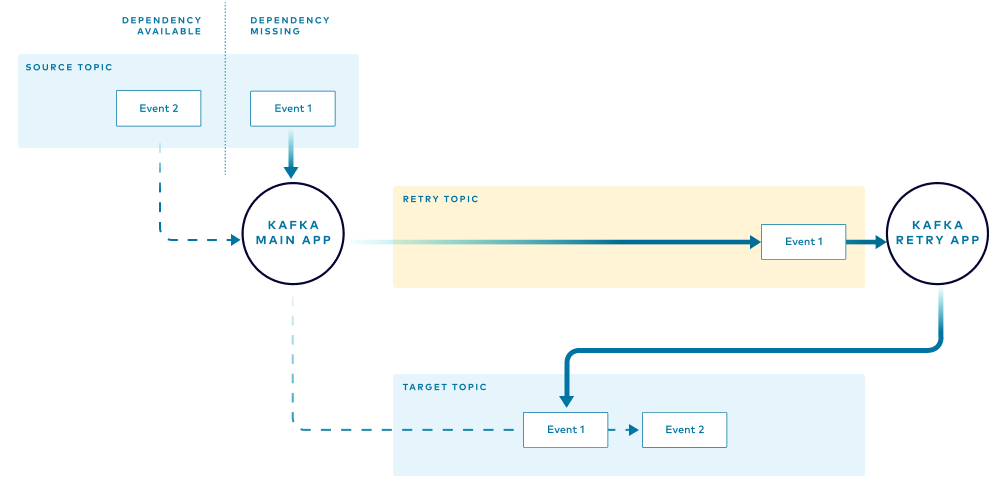 DEPENDENCY
AVAILABLE
DEPENDENCY
MISSING
SOURCE TOPIC
Event 2
Event 1
KAFKA
MAIN APP
RETRY TOPIC
Event 1
KAFKA
RETRY APP
TARGET TOPIC
Event 1
Event 2